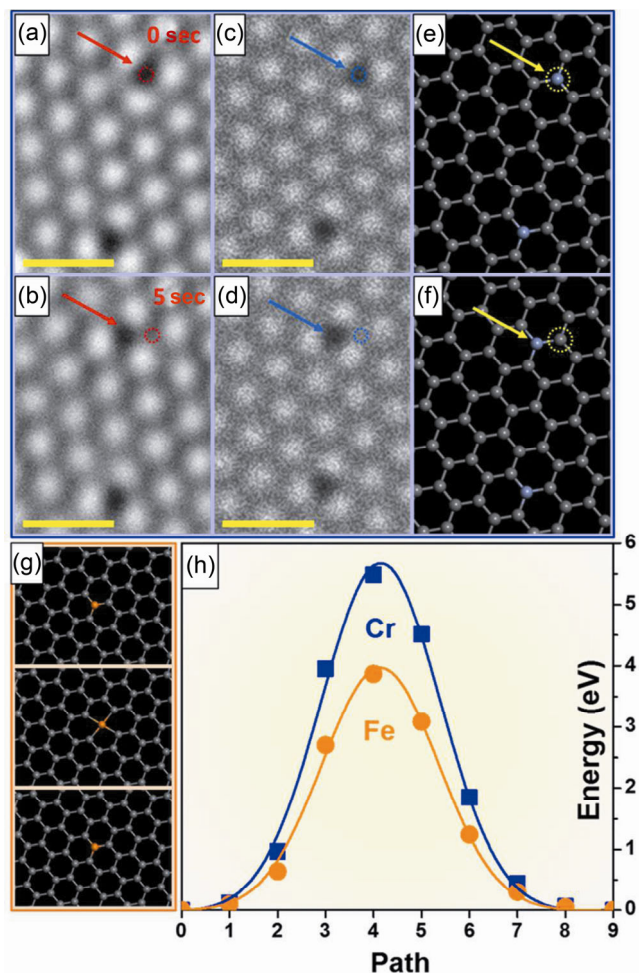 (a)
0 sec
(c)
(e)
(b)
5 sec
(d)
(f)
(g)
(h)
Cr
Fe
6
5
4
3
2
1
0
Energy (eV)
0 1 2 3 4 5 6 7 8 9
Path